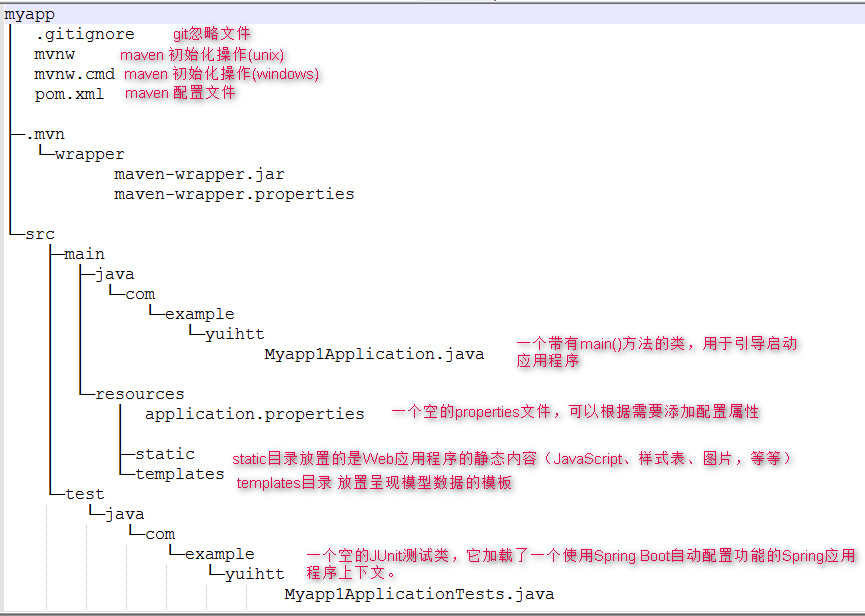 myapp
.gitignore git忽略文件
mvnw maven 初始化操作(unix)
mvnw.cmd maven 初始化操作(windows)
pom.xml maven 配置文件
.mvn
wrapper
maven-wrapper.jar
maven-wrapper.properties
src
main
java
com
example
yuihtt
一个带有main()方法的类，用于引导启动
Myapp1Application.java 应用程序
resources
application.properties 一个空的properties文件，可以根据需要添加配置属性
static static目录放置的是Web应用程序的静态内容（JavaScript、样式表、图片，等等）
templates templates目录 放置呈现模型数据的模板
test
java
com
example 一个空的JUnit测试类，它加载了一个使用Spring Boot自动配置功能的Spring应用
yuihtt 程序上下文。
Myapp1ApplicationTests.java